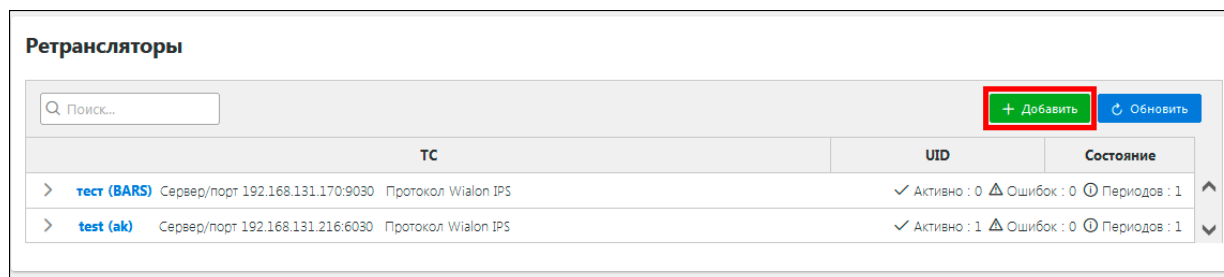 Ретрансляторы
Поиск...
+ Добавить
Обновить
ТС UID Состояние
тест (BARS) Сервер/порт 192.168.131.170:9030 Протокол Wialon IPS Активно : 0 Ошибок : 0 Периодов : 1
test (ak) Сервер/порт 192.168.131.216:6030 Протокол Wialon IPS Активно : 1 Ошибок : 0 Периодов : 1